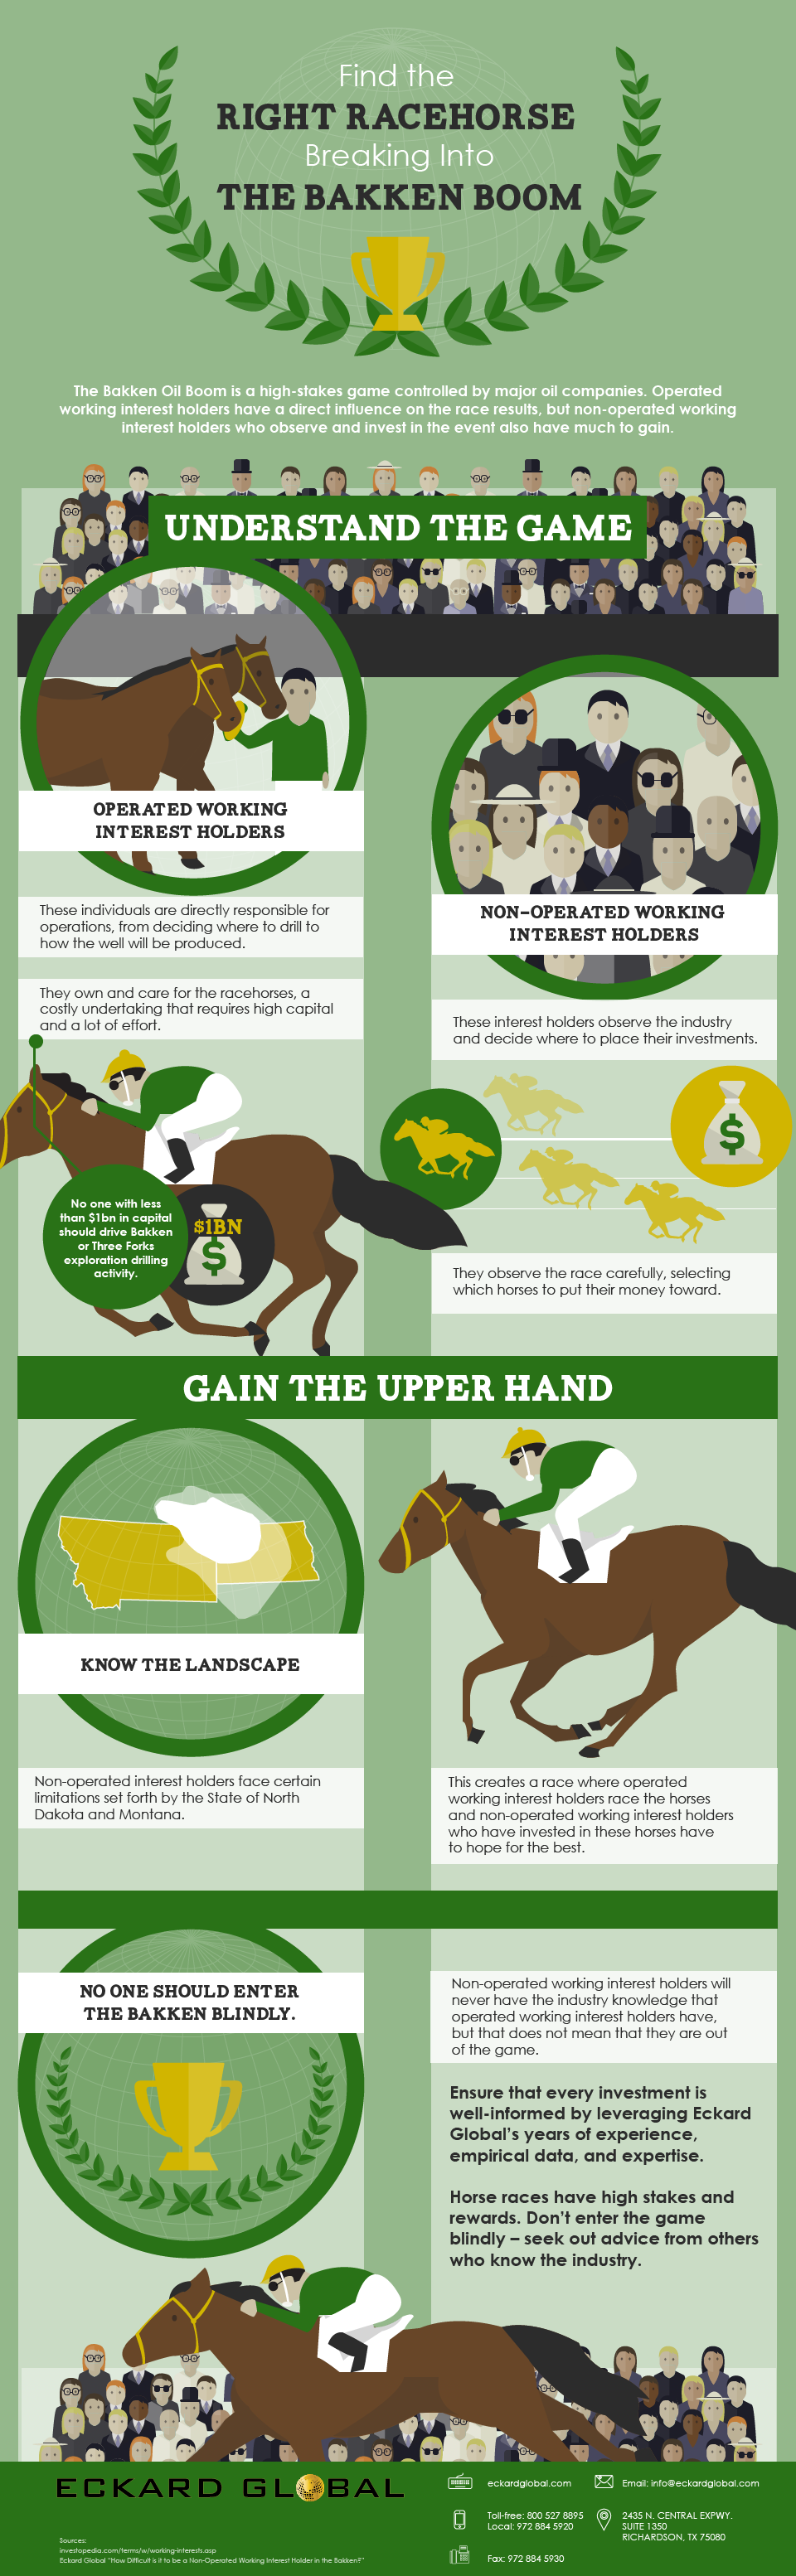 Find the
RIGHT RACEHORSE
Breaking Into
THE BAKKEN BOOM
The Bakken Oil Boom is a high-stakes game controlled by major oil companies. Operated
working interest holders have a direct influence on the race results, but non-operated working
interest holders who observe and invest in the event also have much to gain.
UNDERSTAND THE GAME
OPERATED WORKING
INTEREST HOLDERS
These individuals are directly responsible for
operations, from deciding where to drill to
how the well will be produced.
They own and care for the racehorses, a
costly undertaking that requires high capital
and a lot of effort.
No one with less
than $1bn in capital
should drive Bakken
or Three Forks
exploration drilling
activity.
$1BN
$
NON-OPERATED WORKING
INTEREST HOLDERS
These interest holders observe the industry
and decide where to place their investments.
$
They observe the race carefully, selecting
which horses to put their money toward.
GAIN THE UPPER HAND
KNOW THE LANDSCAPE
Non-operated interest holders face certain
limitations set forth by the State of North
Dakota and Montana.
This creates a race where operated
working interest holders race the horses
and non-operated working interest holders
who have invested in these horses have
to hope for the best.
NO ONE SHOULD ENTER
THE BAKKEN BLINDLY.
Non-operated working interest holders will
never have the industry knowledge that
operated working interest holders have,
but that does not mean that they are out
of the game.
Ensure that every investment is
well-informed by leveraging Eckard
Global's years of experience,
empirical data, and expertise.
Horse races have high stakes and
rewards. Don't enter the game
blindly – seek out advice from others
who know the industry.
ECKARD GLOBAL
Sources:
investopedia.com/terms/w/working-interests.asp
Eckard Global "How Difficult is it to be a Non-Operated Working Interest Holder in the Bakken?"
eckardglobal.com
Email: info@eckardglobal.com
Toll-free: 800 527 8895
Local: 972 884 5920
2435 N. CENTRAL EXPWY.
SUITE 1350
RICHARDSON, TX 75080
Fax: 972 884 5930